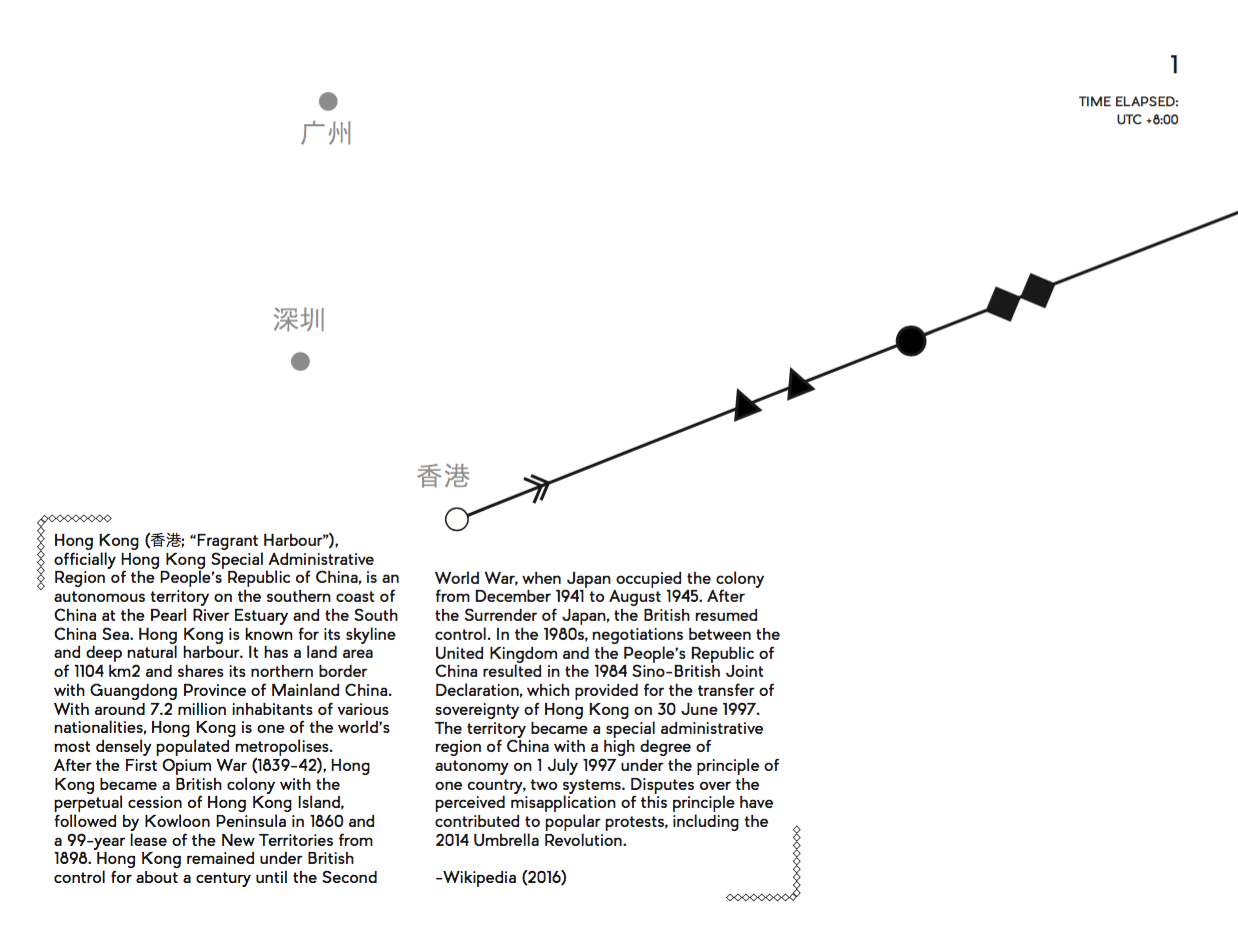 1
TIME ELAPSED:
UTC +8:00
广州
深圳
香港
Hong Kong (香港; “Fragrant Harbour”),
officially Hong Kong Special Administrative
Region of the People’s Republic of China, is an
autonomous territory on the southern coast of
China at the Pearl River Estuary and the South
China Sea. Hong Kong is known for its skyline
and deep natural harbour. It has a land area
of 1104 km2 and shares its northern border
with Guangdong Province of Mainland China.
With around 7.2 million inhabitants of various
nationalities, Hong Kong is one of the world’s
most densely populated metropolises.
After the First Opium War (1839-42), Hong
Kong became a British colony with the
perpetual cession of Hong Kong Island,
followed by Kowloon Peninsula in 1860 and
a 99-year lease of the New Territories from
1898. Hong Kong remained under British
control for about a century until the Second
World War, when Japan occupied the colony
from December 1941 to August 1945. After
the Surrender of Japan, the British resumed
control. In the 1980s, negotiations between the
United Kingdom and the People’s Republic of
China resulted in the 1984 Sino-British Joint
Declaration, which provided for the transfer of
sovereignty of Hong Kong on 30 June 1997.
The territory became a special administrative
region of China with a high degree of
autonomy on 1 July 1997 under the principle of
one country, two systems. Disputes over the
perceived misapplication of this principle have
contributed to popular protests, including the
2014 Umbrella Revolution.
-Wikipedia (2016)